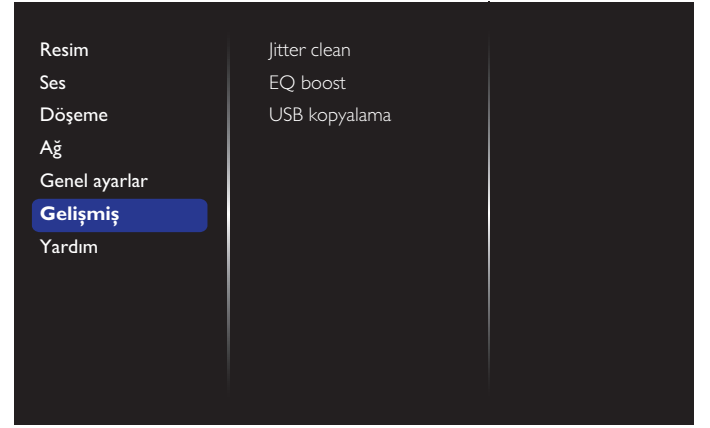 Resim
Ses
Döşeme
Ağ
Genel ayarlar
Gelişmiş
Yardım
Jitter clean
EQ boost
USB kopyalama